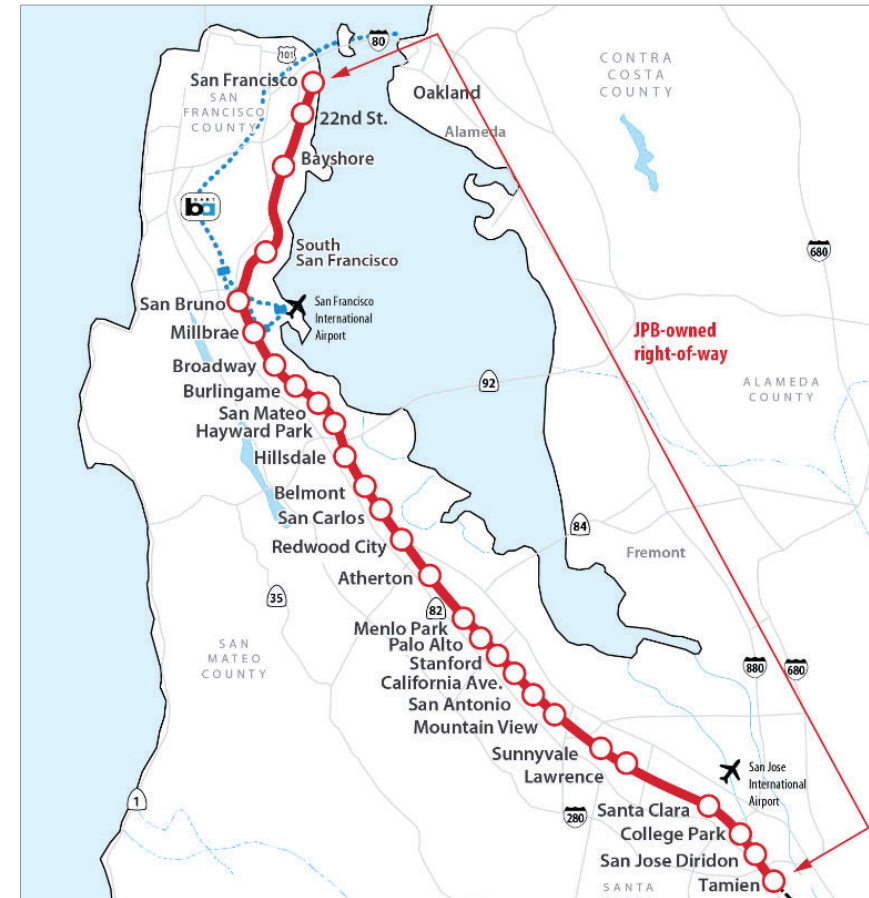 80
101
CONTRA
COSTA
COUNTY
San Francisco
SAN
FRANCISCO
COUNTY
Oakland
22nd St.
Alameda
Bayshore
ba
South
San Francisco
680
San Bruno
San Francisco
International
Airport
Millbrae
JPB-owned
right-of-way
Broadway
92
ALAMEDA
COUNTY
Burlingame
San Mateo
Hayward Park
Hillsdale
Belmont
San Carlos
84
Redwood City
Fremont
Atherton
35
82
Menlo Park
SAN
MATEO
COUNTY
Palo Alto
Stanford
880
680
California Ave.
San Antonio
Mountain View
Sunnyvale
Lawrence
San Jose
International
Airport
1
280
Santa Clara
College Park
San Jose Diridon
Tamien
SANTA